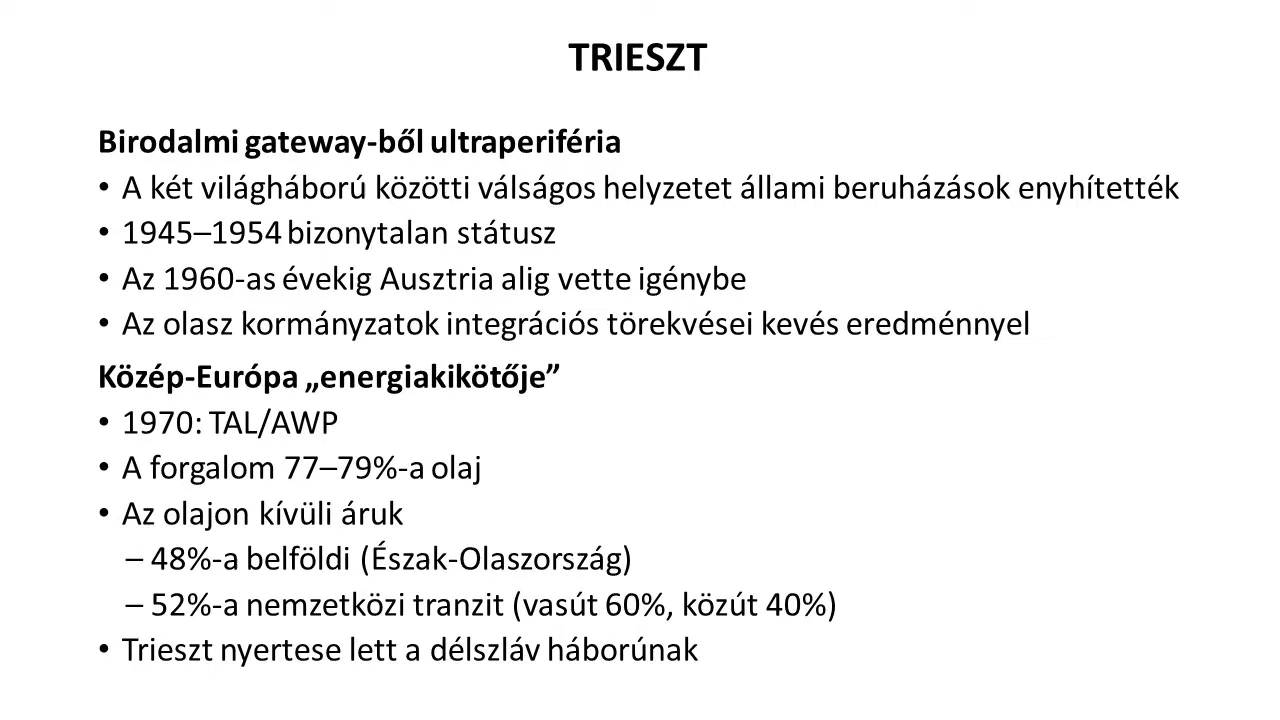 TRIESZT
Birodalmi gateway-ből ultraperiféria
• A két világháború közötti válságos helyzetet állami beruházások enyhítették
• 1945–1954 bizonytalan státusz
• Az 1960-as évekig Ausztria alig vette igénybe
• Az olasz kormányzatok integrációs törekvései kevés eredménnyel
Közép-Európa „energiakikötője”
• 1970: TAL/AWP
• A forgalom 77–79%-a olaj
• Az olajon kívüli áruk
– 48%-a belföldi (Észak-Olaszország)
– 52%-a nemzetközi tranzit (vasút 60%, közút 40%)
• Trieszt nyertese lett a délszláv háborúnak